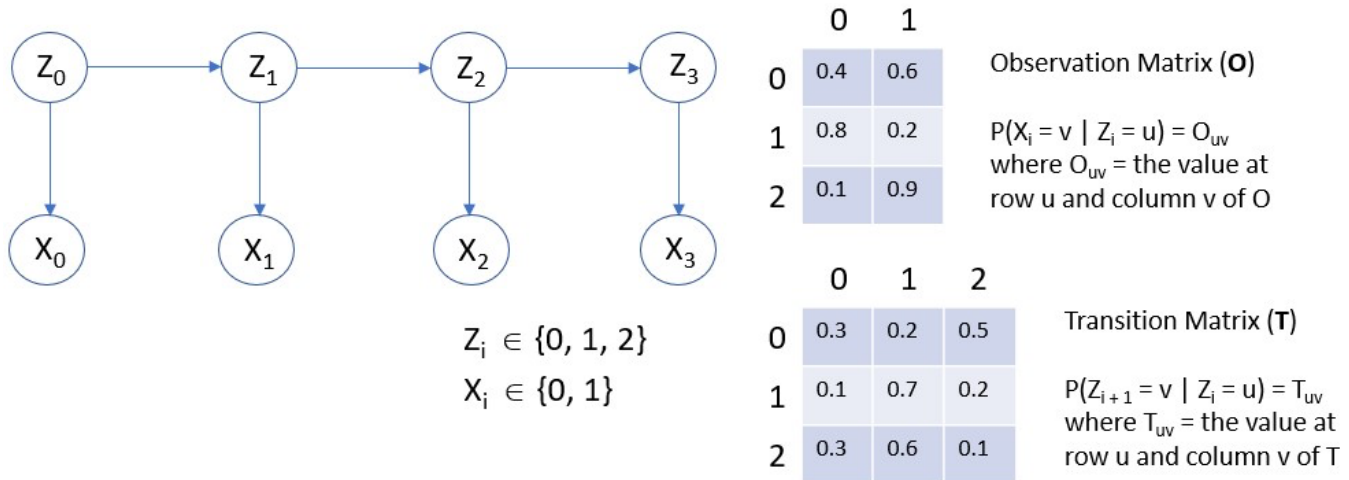 Z₀ Z₁ Z₂ Z₃
X₀ X₁ X₂ X₃
Zᵢ ∈ {0, 1, 2}
Xᵢ ∈ {0, 1}
0 1
0 0.4 0.6
1 0.8 0.2
2 0.1 0.9
Observation Matrix (O)
P(Xᵢ = v | Zᵢ = u) = Oᵤᵥ
where Oᵤᵥ = the value at
row u and column v of O
0 1 2
0 0.3 0.2 0.5
1 0.1 0.7 0.2
2 0.3 0.6 0.1
Transition Matrix (T)
P(Zᵢ ₊ ₁ = v | Zᵢ = u) = Tᵤᵥ
where Tᵤᵥ = the value at
row u and column v of T